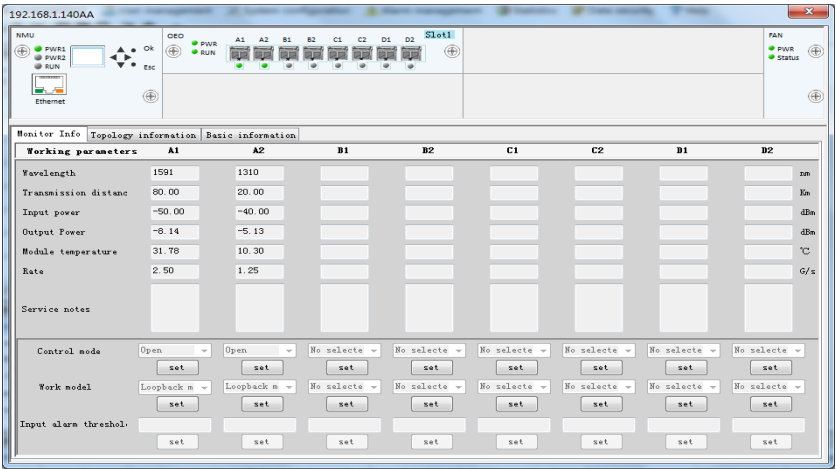 192.168.1.140AA
NMU
PWR1
PWR2
RUN
Ok
Esc
Ethernet
OEO
PWR
RUN
A1 A2 B1 B2 C1 C2 D1 D2
Slot1
FAN
PWR
Status
Monitor Info Topology information Basic information
Working parameters A1 A2 B1 B2 C1 C2 D1 D2
Wavelength 1591 1310 nm
Transmission distanc 80.00 20.00 Km
Input power -50.00 -40.00 dBm
Output Power -8.14 -5.13 dBm
Module temperature 31.78 10.30 ℃
Rate 2.50 1.25 G/s
Service notes
Control mode Open Open No selecte No selecte No selecte No selecte No selecte No selecte
set set set set set set set set
Work model Loopback m Loopback m No selecte No selecte No selecte No selecte No selecte No selecte
set set set set set set set set
Input alarm threshol
set set set set set set set set